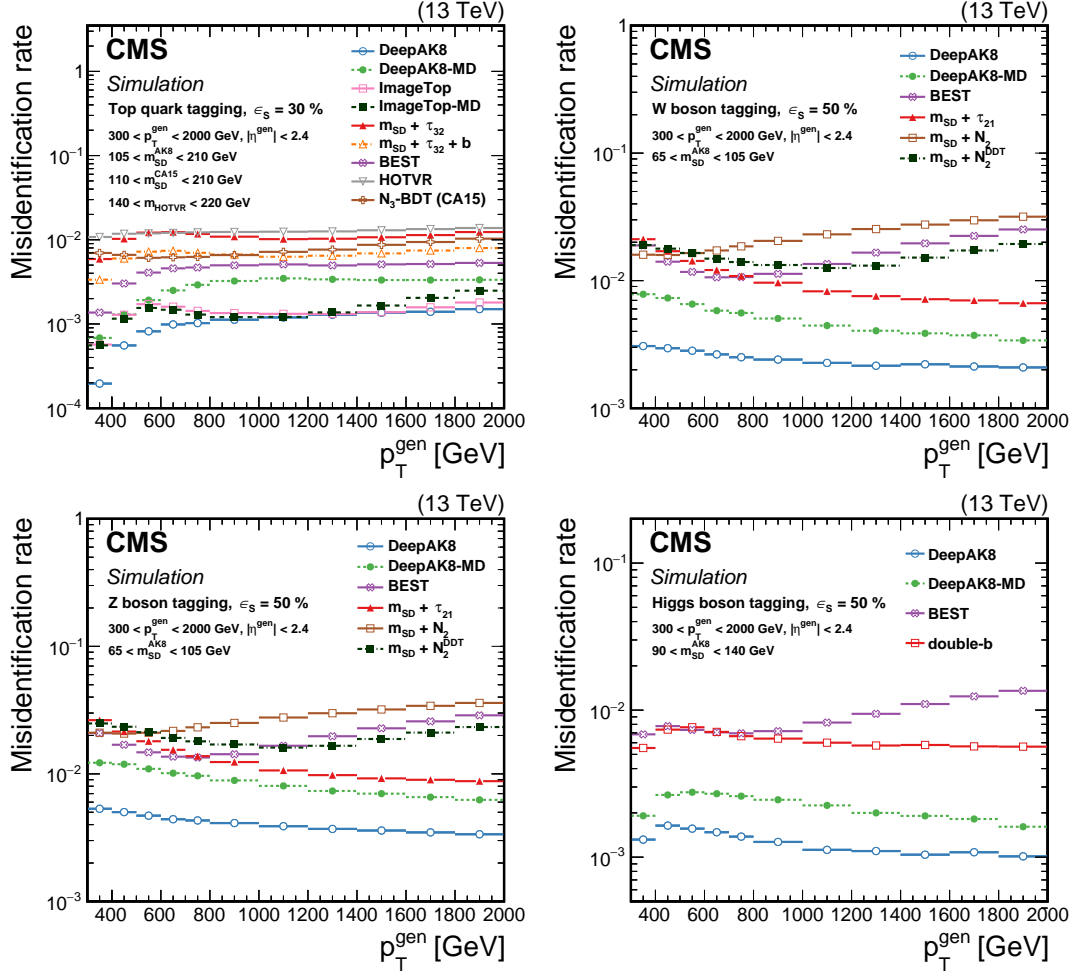 (13 TeV)
CMS
Simulation
Top quark tagging, ε_S = 30 %
300 < p_T^gen < 2000 GeV, |η^gen| < 2.4
105 < m_SD^AK8 < 210 GeV
110 < m_SD^CA15 < 210 GeV
140 < m_HOTVR < 220 GeV
DeepAK8
DeepAK8-MD
ImageTop
ImageTop-MD
m_SD + τ_32
m_SD + τ_32 + b
BEST
HOTVR
N_3-BDT (CA15)
Misidentification rate
1
10^−1
10^−2
10^−3
10^−4
400 600 800 1000 1200 1400 1600 1800 2000
p_T^gen [GeV]
(13 TeV)
CMS
Simulation
W boson tagging, ε_S = 50 %
300 < p_T^gen < 2000 GeV, |η^gen| < 2.4
65 < m_SD^AK8 < 105 GeV
DeepAK8
DeepAK8-MD
BEST
m_SD + τ_21
m_SD + N_2
m_SD + N_2^DDT
Misidentification rate
1
10^−1
10^−2
10^−3
400 600 800 1000 1200 1400 1600 1800 2000
p_T^gen [GeV]
(13 TeV)
CMS
Simulation
Z boson tagging, ε_S = 50 %
300 < p_T^gen < 2000 GeV, |η^gen| < 2.4
65 < m_SD^AK8 < 105 GeV
DeepAK8
DeepAK8-MD
BEST
m_SD + τ_21
m_SD + N_2
m_SD + N_2^DDT
Misidentification rate
1
10^−1
10^−2
10^−3
400 600 800 1000 1200 1400 1600 1800 2000
p_T^gen [GeV]
(13 TeV)
CMS
Simulation
Higgs boson tagging, ε_S = 50 %
300 < p_T^gen < 2000 GeV, |η^gen| < 2.4
90 < m_SD^AK8 < 140 GeV
DeepAK8
DeepAK8-MD
BEST
double-b
Misidentification rate
10^−1
10^−2
10^−3
400 600 800 1000 1200 1400 1600 1800 2000
p_T^gen [GeV]